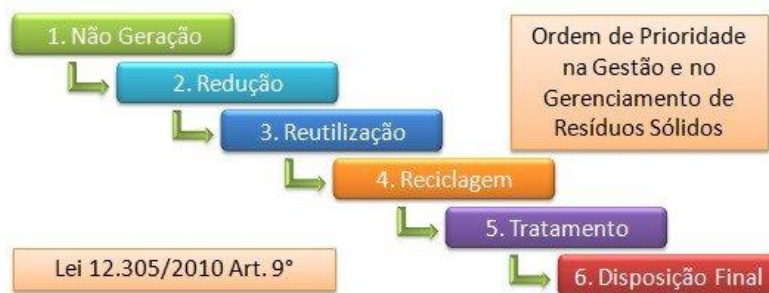 1. Não Geração
2. Redução
3. Reutilização
4. Reciclagem
5. Tratamento
6. Disposição Final
Ordem de Prioridade
na Gestão e no
Gerenciamento de
Resíduos Sólidos
Lei 12.305/2010 Art. 9°